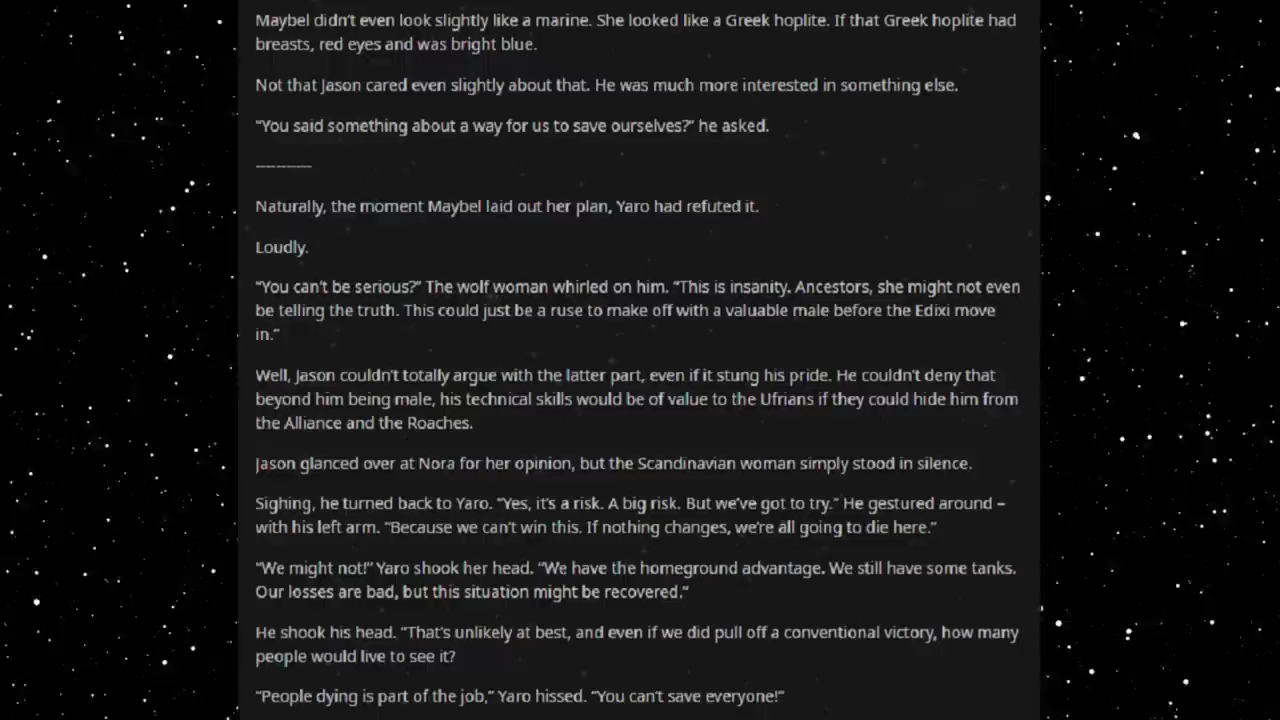 Maybel didn't even look slightly like a marine. She looked like a Greek hoplite. If that Greek hoplite had
breasts, red eyes and was bright blue.
Not that Jason cared even slightly about that. He was much more interested in something else.
“You said something about a way for us to save ourselves?” he asked.
-------------
Naturally, the moment Maybel laid out her plan, Yaro had refuted it.
Loudly.
“You can't be serious?” The wolf woman whirled on him. “This is insanity. Ancestors, she might not even
be telling the truth. This could just be a ruse to make off with a valuable male before the Edixi move
in.”
Well, Jason couldn't totally argue with the latter part, even if it stung his pride. He couldn't deny that
beyond him being male, his technical skills would be of value to the Ufrians if they could hide him from
the Alliance and the Roaches.
Jason glanced over at Nora for her opinion, but the Scandinavian woman simply stood in silence.
Sighing, he turned back to Yaro. “Yes, it's a risk. A big risk. But we've got to try.” He gestured around –
with his left arm. “Because we can't win this. If nothing changes, we're all going to die here.”
“We might not!” Yaro shook her head. “We have the homeground advantage. We still have some tanks.
Our losses are bad, but this situation might be recovered.”
He shook his head. “That's unlikely at best, and even if we did pull off a conventional victory, how many
people would live to see it?
“People dying is part of the job,” Yaro hissed. “You can't save everyone!”